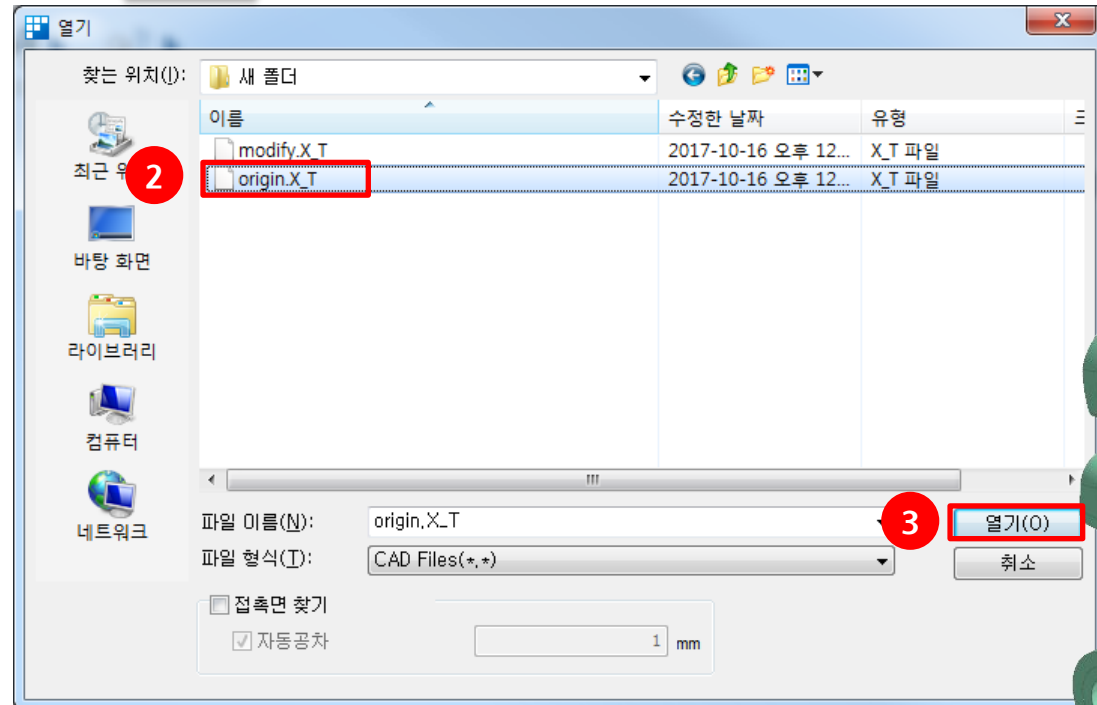 열기
찾는 위치(I): 새 폴더
이름 수정한 날짜 유형
modify.X_T 2017-10-16 오후 12... X_T 파일
origin.X_T 2017-10-16 오후 12... X_T 파일
최근
2
바탕 화면
라이브러리
컴퓨터
네트워크
파일 이름(N): origin.X_T
3
열기(O)
파일 형식(T): CAD Files(*.*)
취소
접촉면 찾기
자동공차 1 mm